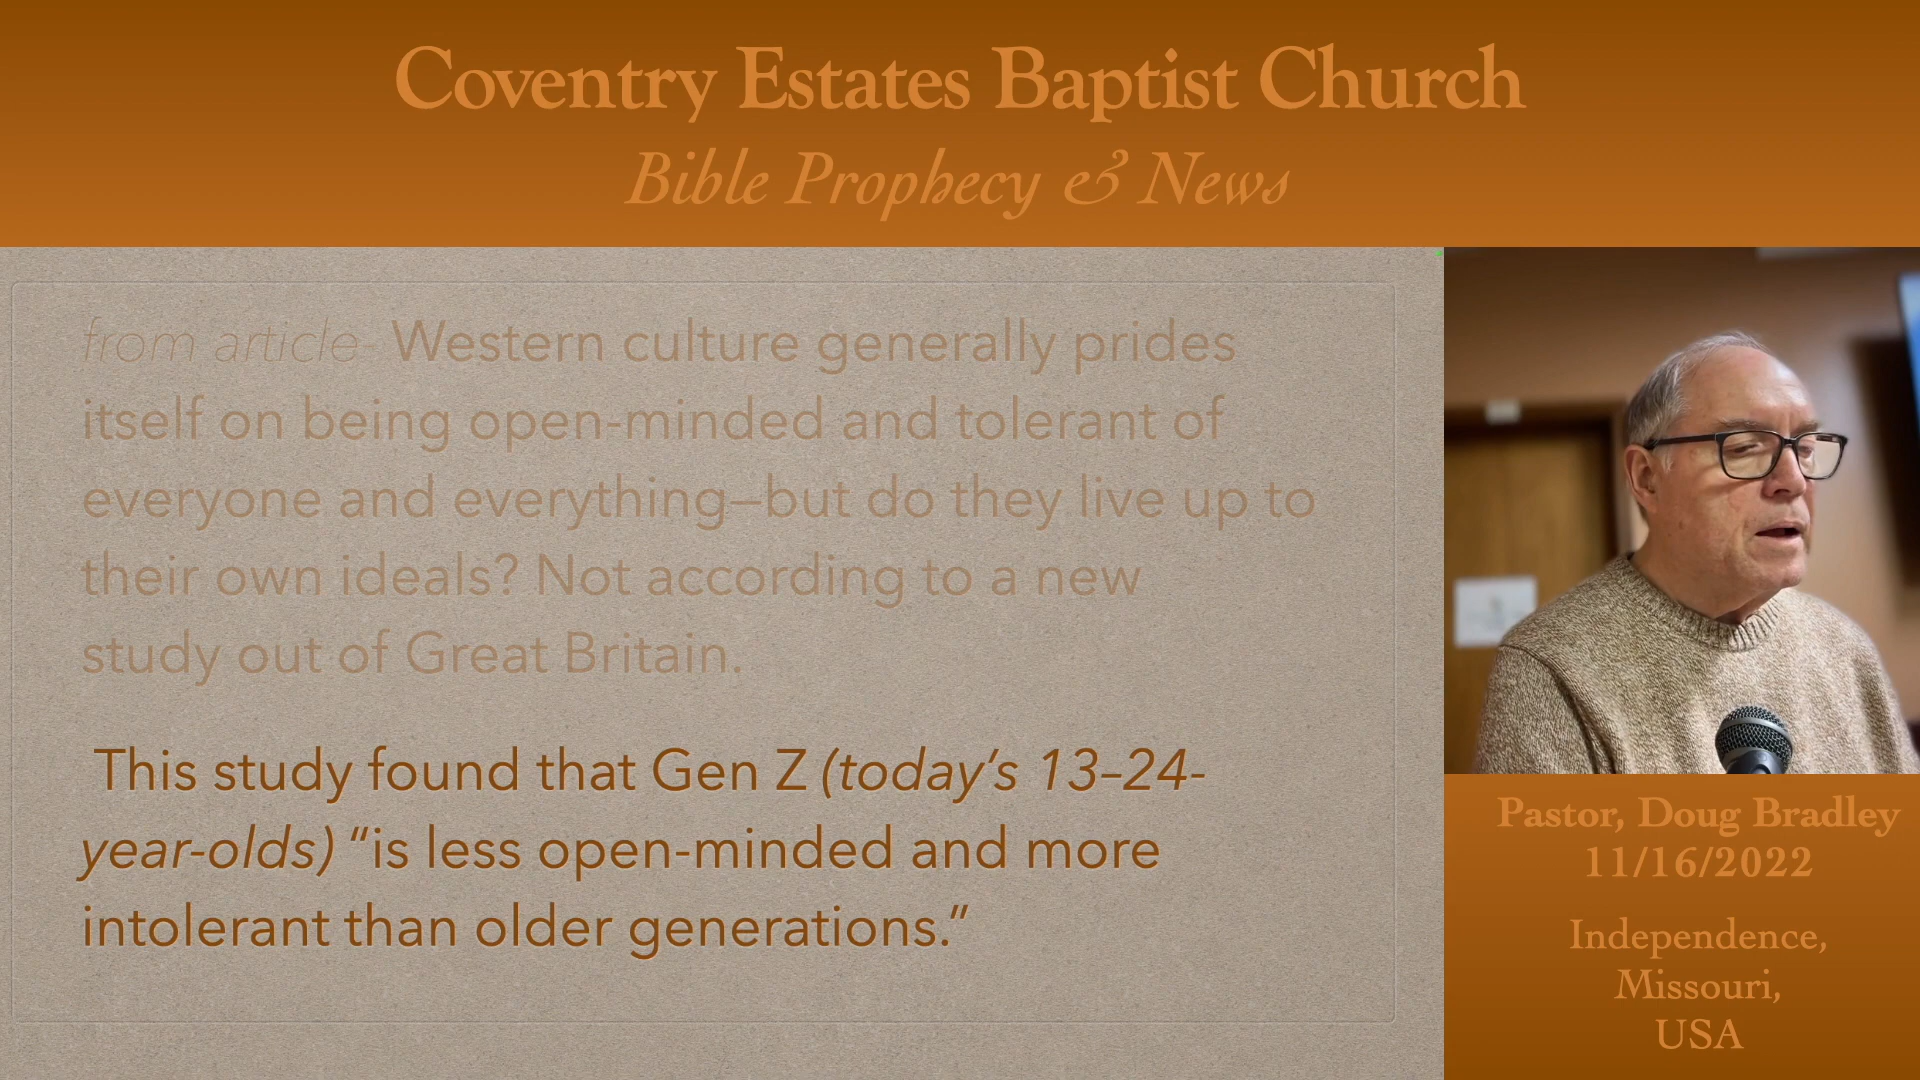 Coventry Estates Baptist Church
Bible Prophecy & News
from article- Western culture generally prides
itself on being open-minded and tolerant of
everyone and everything—but do they live up to
their own ideals? Not according to a new
study out of Great Britain.
This study found that Gen Z (today’s 13–24-
year-olds) “is less open-minded and more
intolerant than older generations.”
Pastor, Doug Bradley
11/16/2022
Independence,
Missouri,
USA